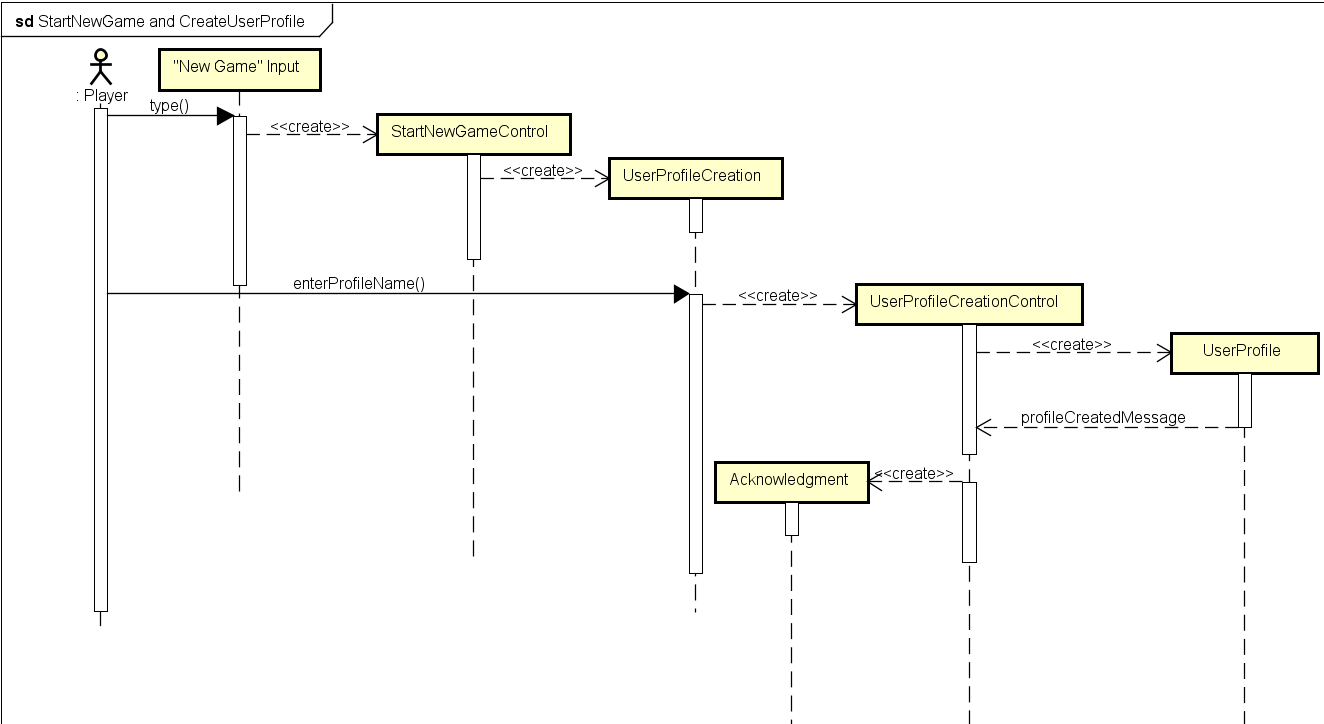 sd StartNewGame and CreateUserProfile
"New Game" Input
: Player
type()
<<create>>
StartNewGameControl
<<create>>
UserProfileCreation
enterProfileName()
<<create>>
UserProfileCreationControl
<<create>>
UserProfile
profileCreatedMessage
Acknowledgment
<<create>>